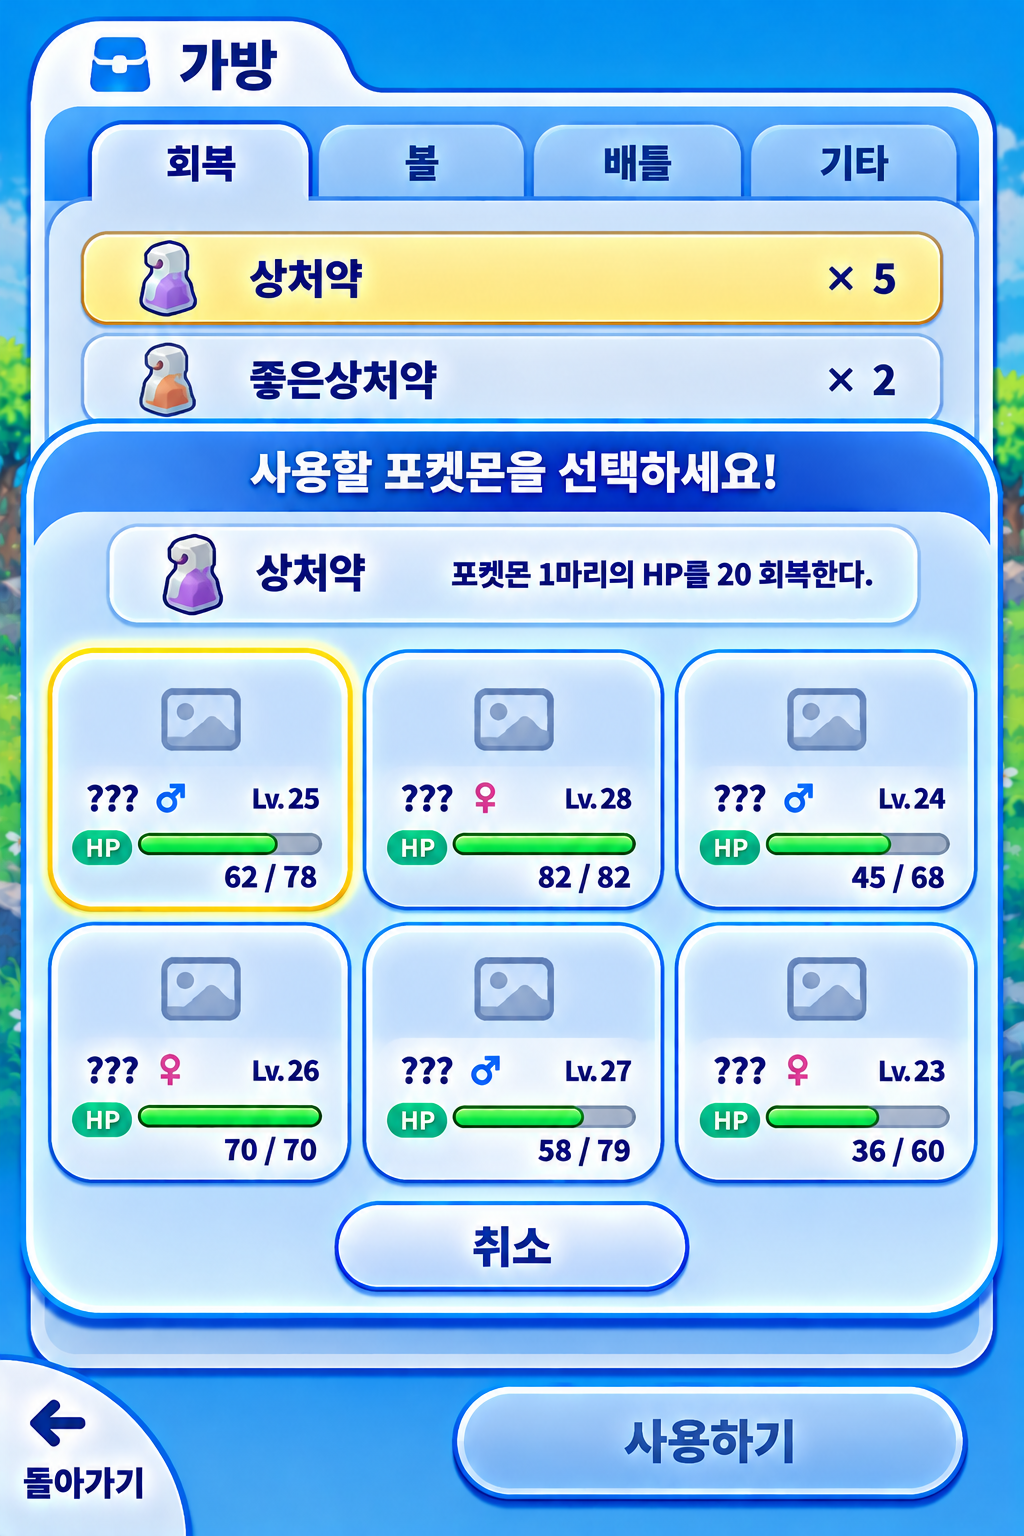 가방
회복 볼 배틀 기타
상처약 × 5
좋은상처약 × 2
사용할 포켓몬을 선택하세요!
상처약 포켓몬 1마리의 HP를 20 회복한다.
??? ♂ Lv.25
HP
62 / 78
??? ♀ Lv.28
HP
82 / 82
??? ♂ Lv.24
HP
45 / 68
??? ♀ Lv.26
HP
70 / 70
??? ♂ Lv.27
HP
58 / 79
??? ♀ Lv.23
HP
36 / 60
취소
사용하기
돌아가기